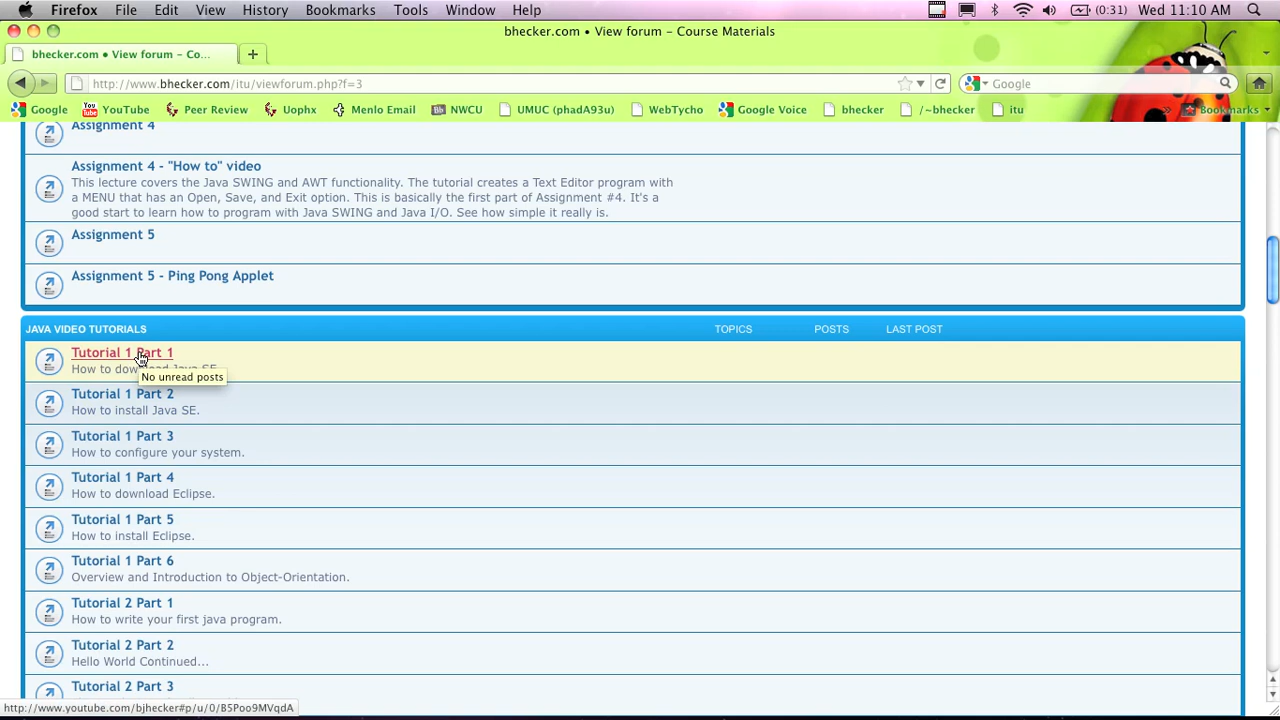 Firefox File Edit View History Bookmarks Tools Window Help (0:31) Wed 11:10 AM
bhecker.com • View forum – Course Materials
bhecker.com • View forum – Co...
http://www.bhecker.com/itu/viewforum.php?f=3 Google
Google YouTube Peer Review Uophx Menlo Email NWCU UMUC (phadA93u) WebTycho Google Voice bhecker /~bhecker itu Bookmarks
Assignment 4
Assignment 4 - "How to" video
This lecture covers the Java SWING and AWT functionality. The tutorial creates a Text Editor program with
a MENU that has an Open, Save, and Exit option. This is basically the first part of Assignment #4. It's a
good start to learn how to program with Java SWING and Java I/O. See how simple it really is.
Assignment 5
Assignment 5 - Ping Pong Applet
JAVA VIDEO TUTORIALS TOPICS POSTS LAST POST
Tutorial 1 Part 1
How to download Java SE.
No unread posts
Tutorial 1 Part 2
How to install Java SE.
Tutorial 1 Part 3
How to configure your system.
Tutorial 1 Part 4
How to download Eclipse.
Tutorial 1 Part 5
How to install Eclipse.
Tutorial 1 Part 6
Overview and Introduction to Object-Orientation.
Tutorial 2 Part 1
How to write your first java program.
Tutorial 2 Part 2
Hello World Continued...
Tutorial 2 Part 3
http://www.youtube.com/bjhecker#p/u/0/B5Poo9MVqdA